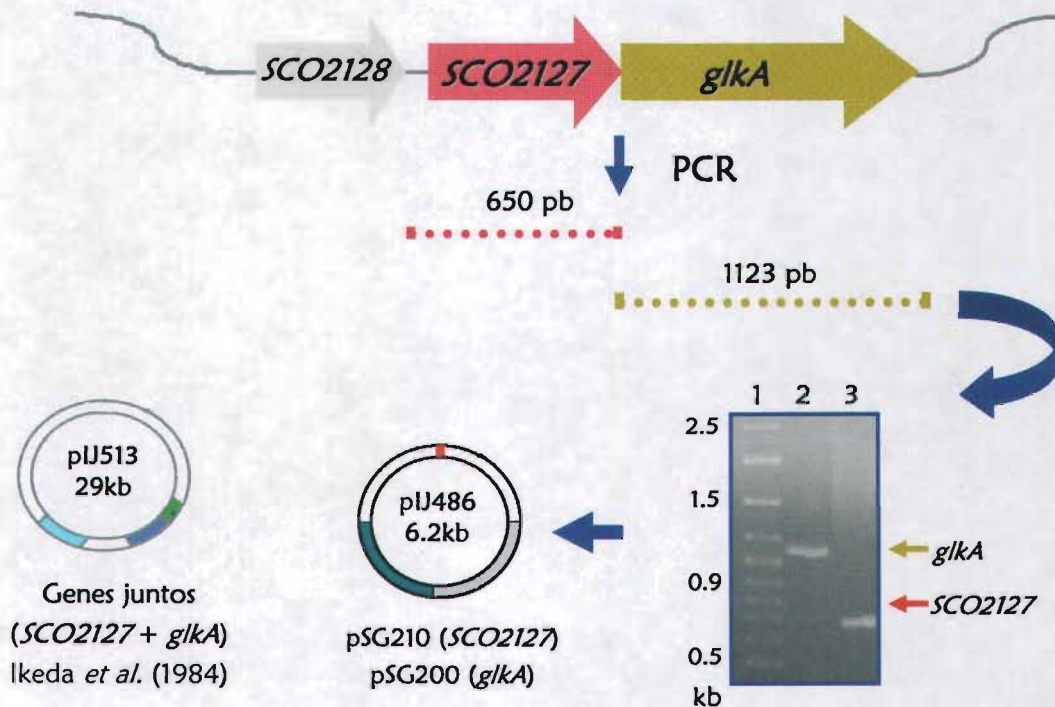 SCO2128
SCO2127
glkA
PCR
650 pb
1123 pb
1 2 3
2.5
1.5
0.9
0.5
kb
glkA
SCO2127
pIJ486
6.2kb
pSG210 (SCO2127)
pSG200 (glkA)
pIJ513
29kb
Genes juntos
(SCO2127 + glkA)
Ikeda et al. (1984)